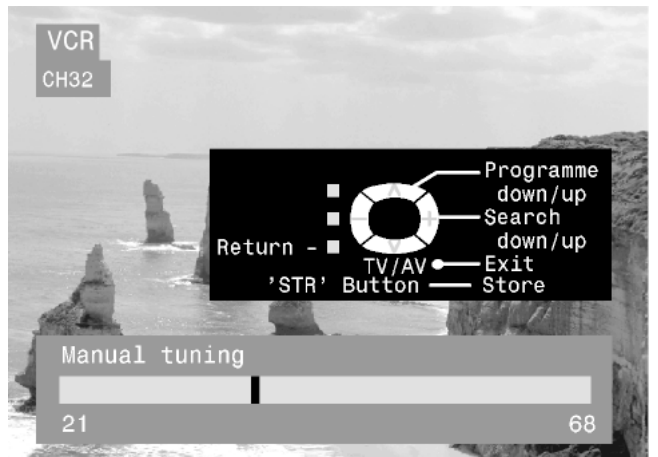 VCR
CH32
Programme
down/up
Search
down/up
Return -
TV/AV Exit
'STR' Button Store
Manual tuning
21 68